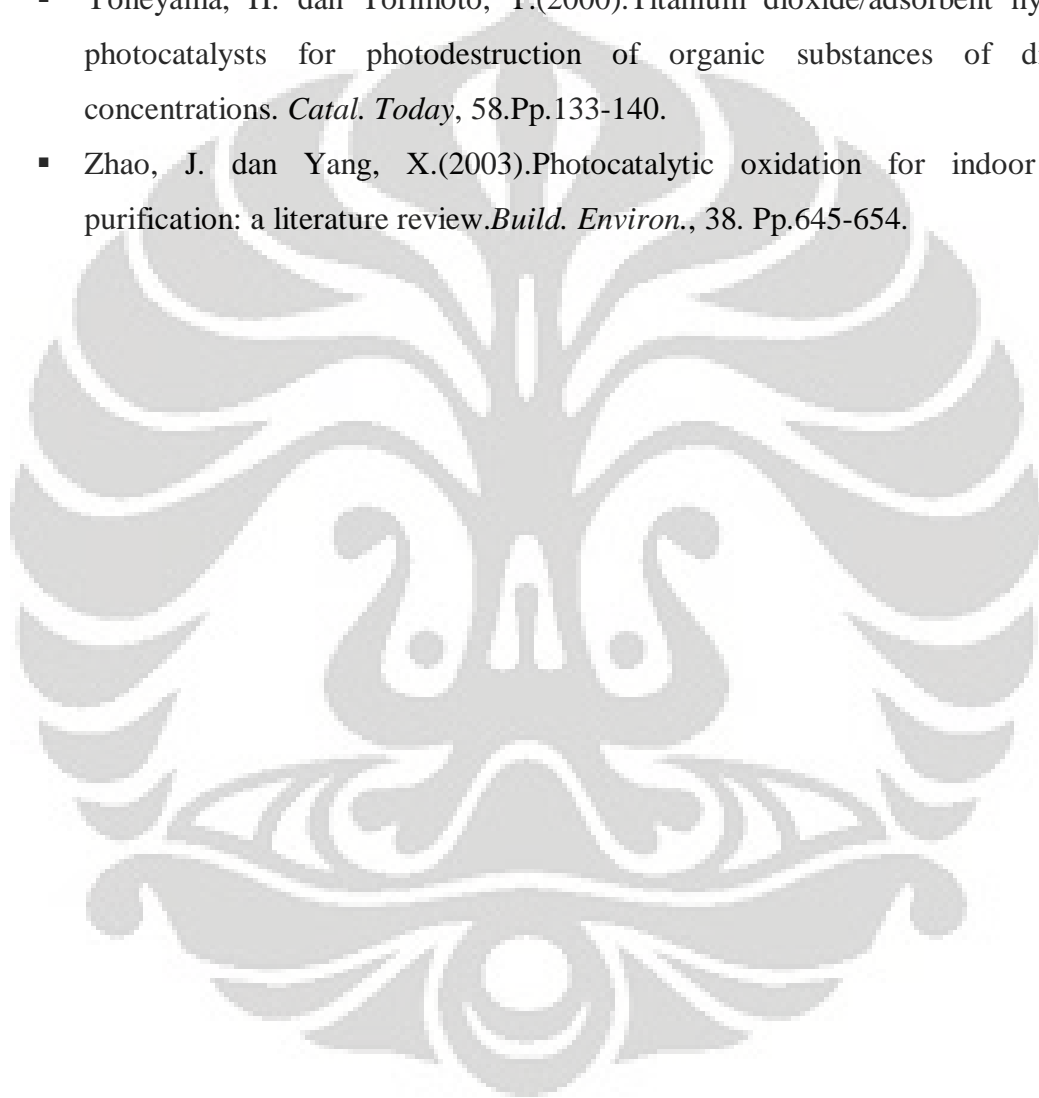 ▪ Yoneyama, H. dan Torimoto, T.(2000).Titanium dioxide/adsorbent hy
photocatalysts for photodestruction of organic substances of d
concentrations. Catal. Today, 58.Pp.133-140.
▪ Zhao, J. dan Yang, X.(2003).Photocatalytic oxidation for indoor
purification: a literature review.Build. Environ., 38. Pp.645-654.